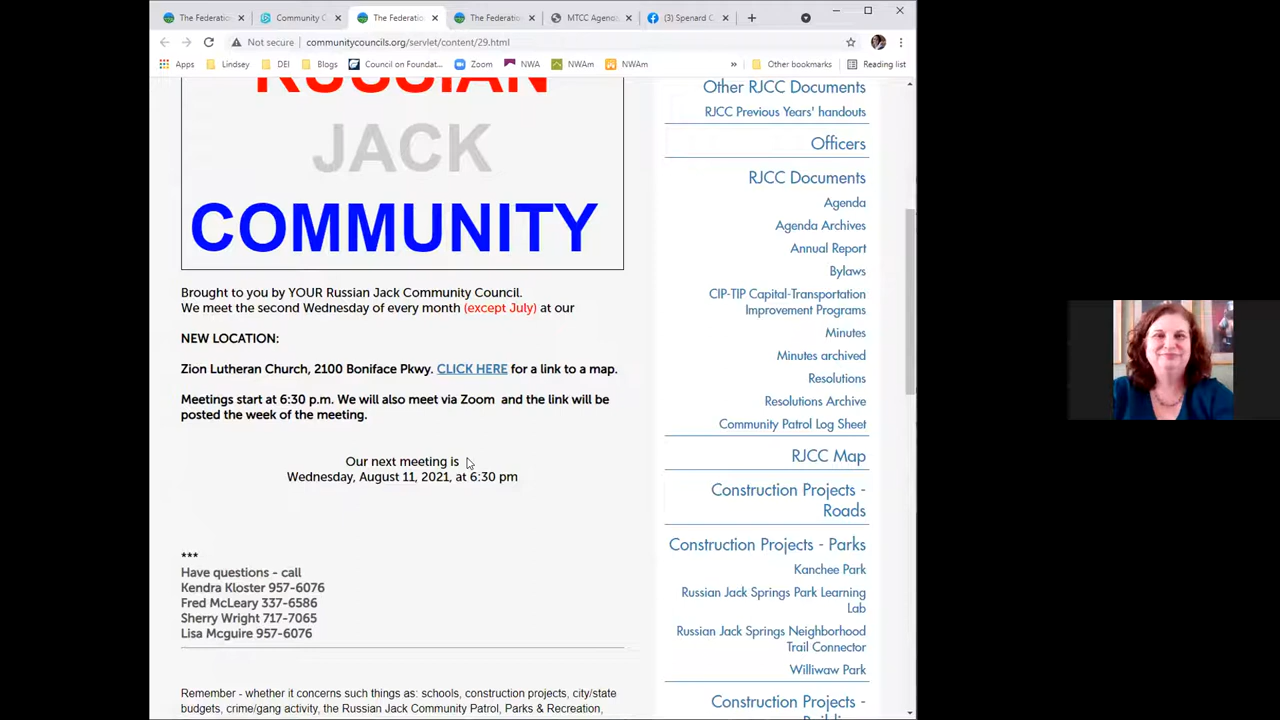 The Federation
Community C
The Federation
The Federation
MTCC Agenda
(3) Spenard C
Not secure
communitycouncils.org/servlet/content/29.html
Apps
Lindsey
DEI
Blogs
Council on Foundat...
Zoom
NWA
NWAm
NWAm
»
Other bookmarks
Reading list
RUSSIAN
JACK
COMMUNITY
Brought to you by YOUR Russian Jack Community Council.
We meet the second Wednesday of every month (except July) at our
NEW LOCATION:
Zion Lutheran Church, 2100 Boniface Pkwy. CLICK HERE for a link to a map.
Meetings start at 6:30 p.m. We will also meet via Zoom and the link will be
posted the week of the meeting.
Our next meeting is
Wednesday, August 11, 2021, at 6:30 pm
***
Have questions - call
Kendra Kloster 957-6076
Fred McLeary 337-6586
Sherry Wright 717-7065
Lisa Mcguire 957-6076
Remember - whether it concerns such things as: schools, construction projects, city/state
budgets, crime/gang activity, the Russian Jack Community Patrol, Parks & Recreation,
Other RJCC Documents
RJCC Previous Years' handouts
Officers
RJCC Documents
Agenda
Agenda Archives
Annual Report
Bylaws
CIP-TIP Capital-Transportation
Improvement Programs
Minutes
Minutes archived
Resolutions
Resolutions Archive
Community Patrol Log Sheet
RJCC Map
Construction Projects -
Roads
Construction Projects - Parks
Kanchee Park
Russian Jack Springs Park Learning
Lab
Russian Jack Springs Neighborhood
Trail Connector
Williwaw Park
Construction Projects -